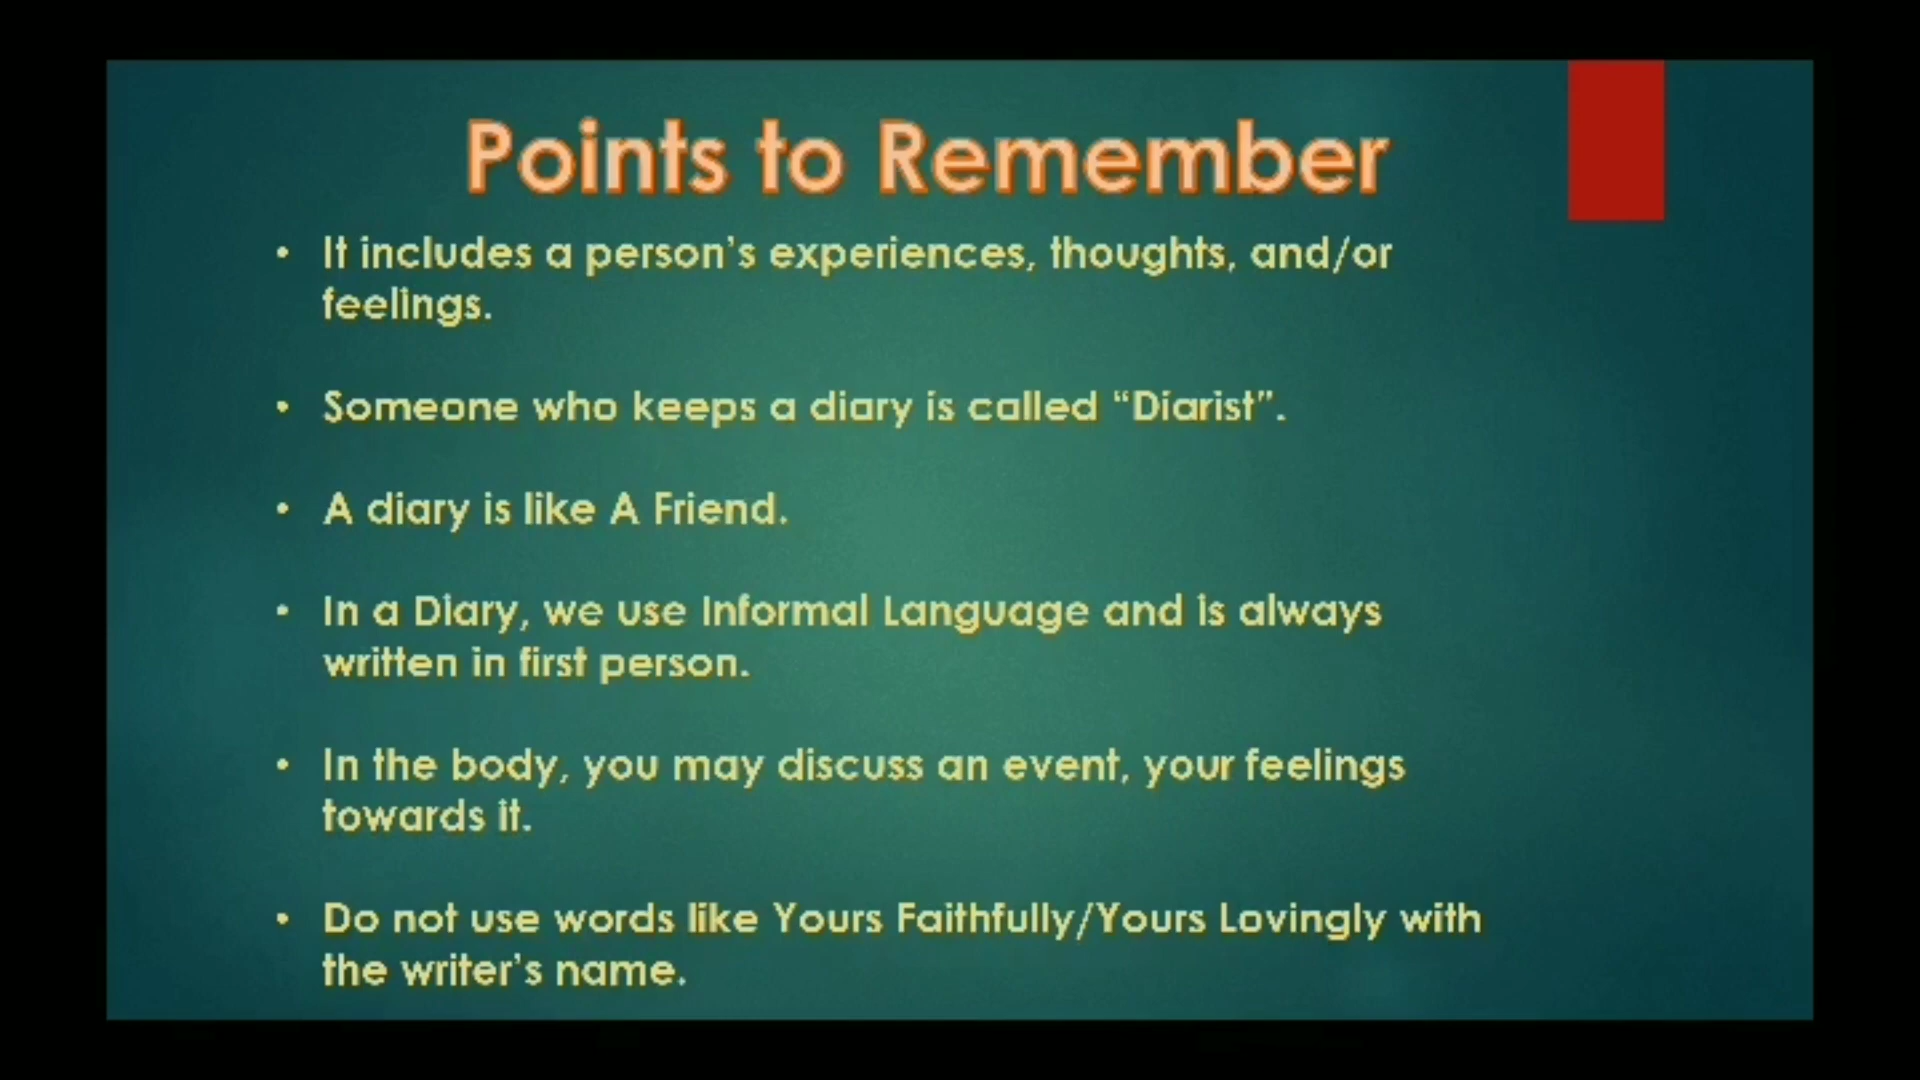 Points to Remember
• It includes a person's experiences, thoughts, and/or
feelings.
• Someone who keeps a diary is called “Diarist”.
• A diary is like A Friend.
• In a Diary, we use Informal Language and is always
written in first person.
• In the body, you may discuss an event, your feelings
towards it.
• Do not use words like Yours Faithfully/Yours Lovingly with
the writer's name.